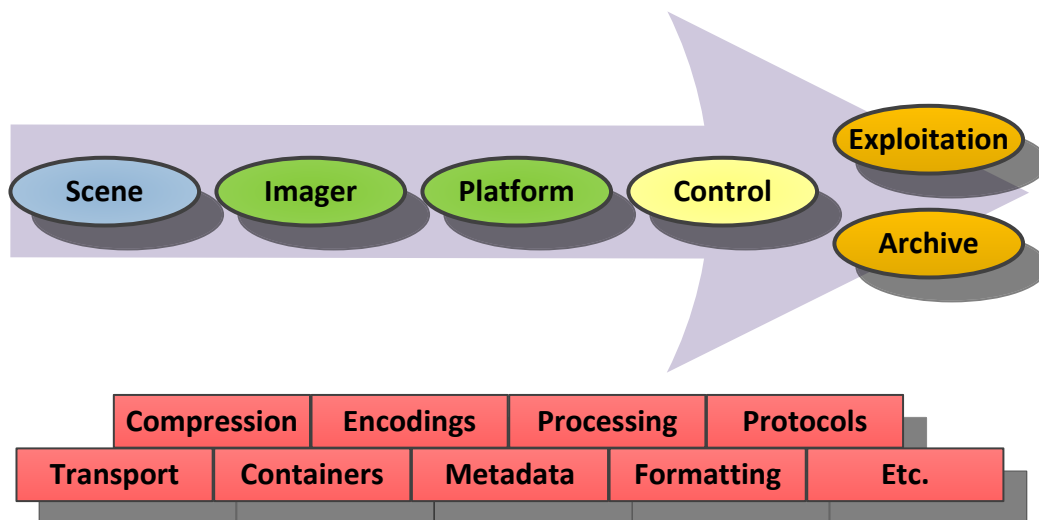 Exploitation
Scene
Imager
Platform
Control
Archive
Compression
Encodings
Processing
Protocols
Transport
Containers
Metadata
Formatting
Etc.